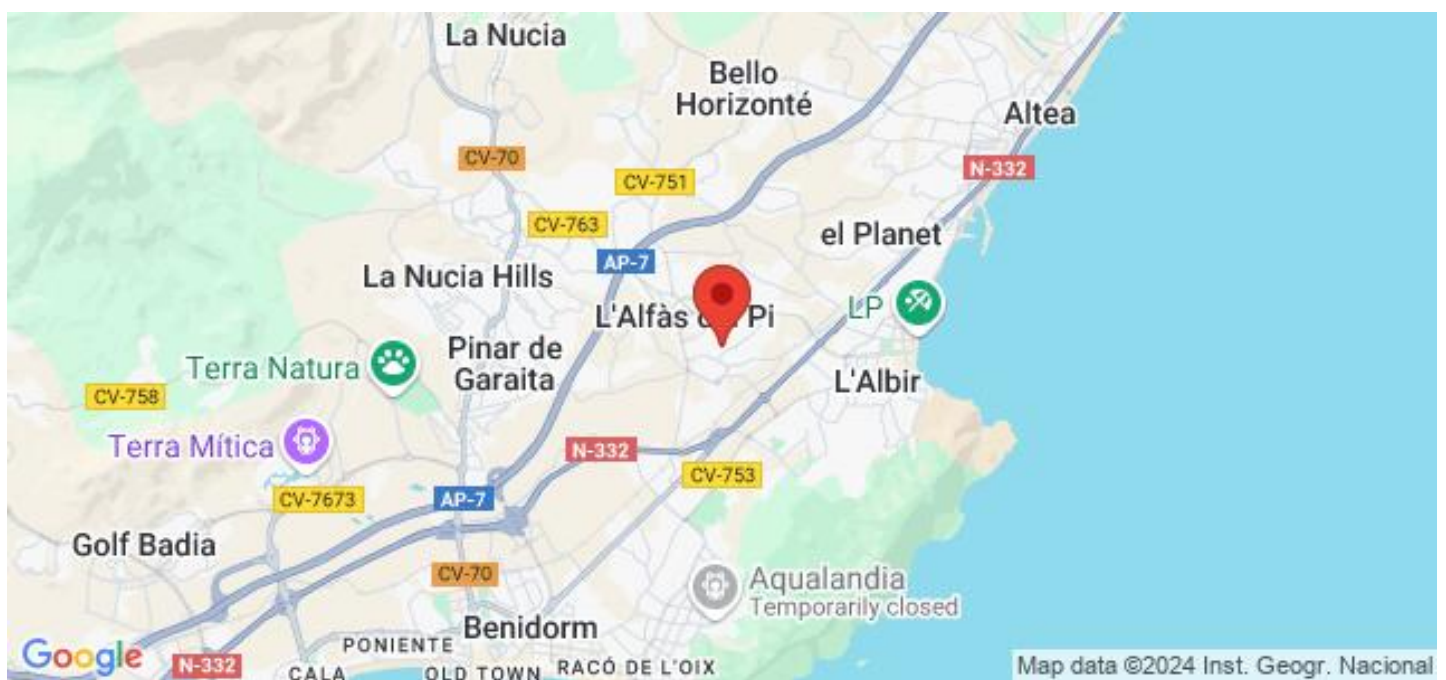 La Nucia
Bello
Horizonté
Altea
CV-70
N-332
CV-751
CV-763
el Planet
AP-7
La Nucia Hills
LP
L'Alfàs Pi
Pinar de
Garaita
Terra Natura
L'Albir
CV-758
Terra Mítica
N-332
CV-753
CV-7673
AP-7
Golf Badia
CV-70
Aqualandia
Temporarily closed
Benidorm
PONIENTE
Google
N-332
CALA
OLD TOWN
RACÓ DE L'OIX
Map data ©2024 Inst. Geogr. Nacional